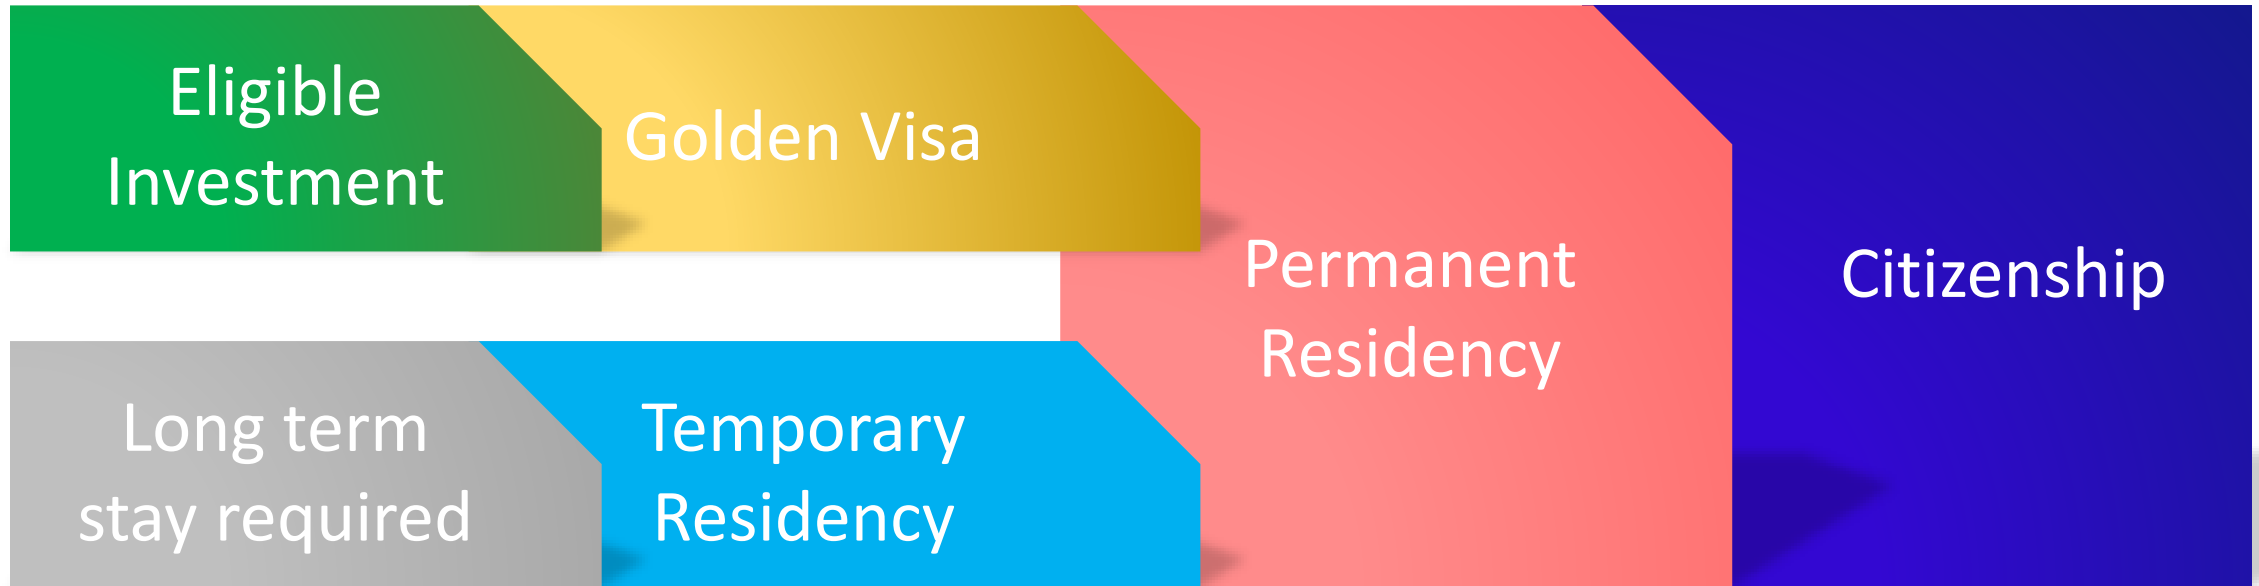 Eligible
Investment
Golden Visa
Long term
stay required
Temporary
Residency
Permanent
Residency
Citizenship